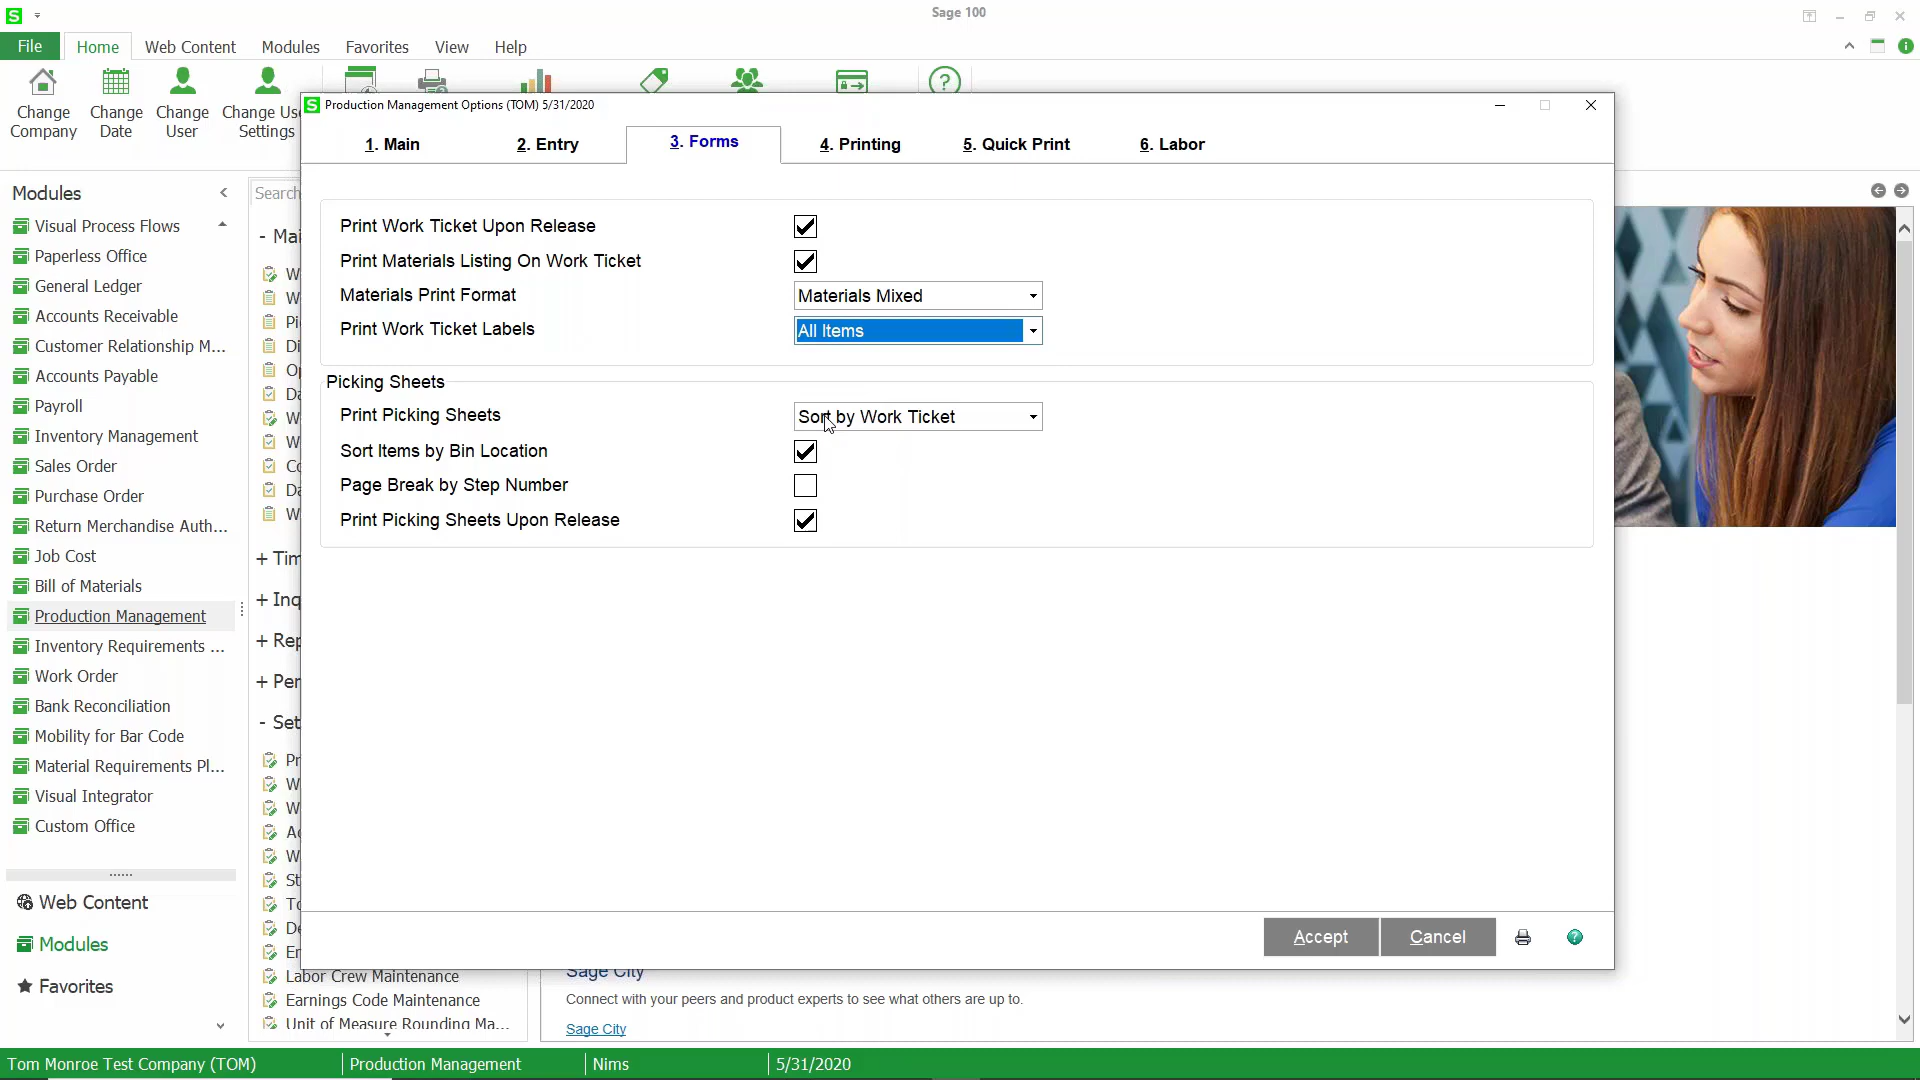 Sage 100
File
Home
Web Content
Modules
Favorites
View
Help
Change
Company
Change
Date
Change
User
Change Us
Settings
Production Management Options (TOM) 5/31/2020
1. Main
2. Entry
3. Forms
4. Printing
5. Quick Print
6. Labor
Modules
Visual Process Flows
Paperless Office
General Ledger
Accounts Receivable
Customer Relationship M...
Accounts Payable
Payroll
Inventory Management
Sales Order
Purchase Order
Return Merchandise Auth...
Job Cost
Bill of Materials
Production Management
Inventory Requirements ...
Work Order
Bank Reconciliation
Mobility for Bar Code
Material Requirements Pl...
Visual Integrator
Custom Office
Web Content
Modules
Favorites
Search
- Mai
+ Tim
+ Inq
+ Rep
+ Per
- Set
Labor Crew Maintenance
Earnings Code Maintenance
Unit of Measure Rounding Ma...
Print Work Ticket Upon Release
Print Materials Listing On Work Ticket
Materials Print Format
Materials Mixed
Print Work Ticket Labels
All Items
Picking Sheets
Print Picking Sheets
Sort by Work Ticket
Sort Items by Bin Location
Page Break by Step Number
Print Picking Sheets Upon Release
Accept
Cancel
Sage City
Connect with your peers and product experts to see what others are up to.
Sage City
Tom Monroe Test Company (TOM)
Production Management
Nims
5/31/2020